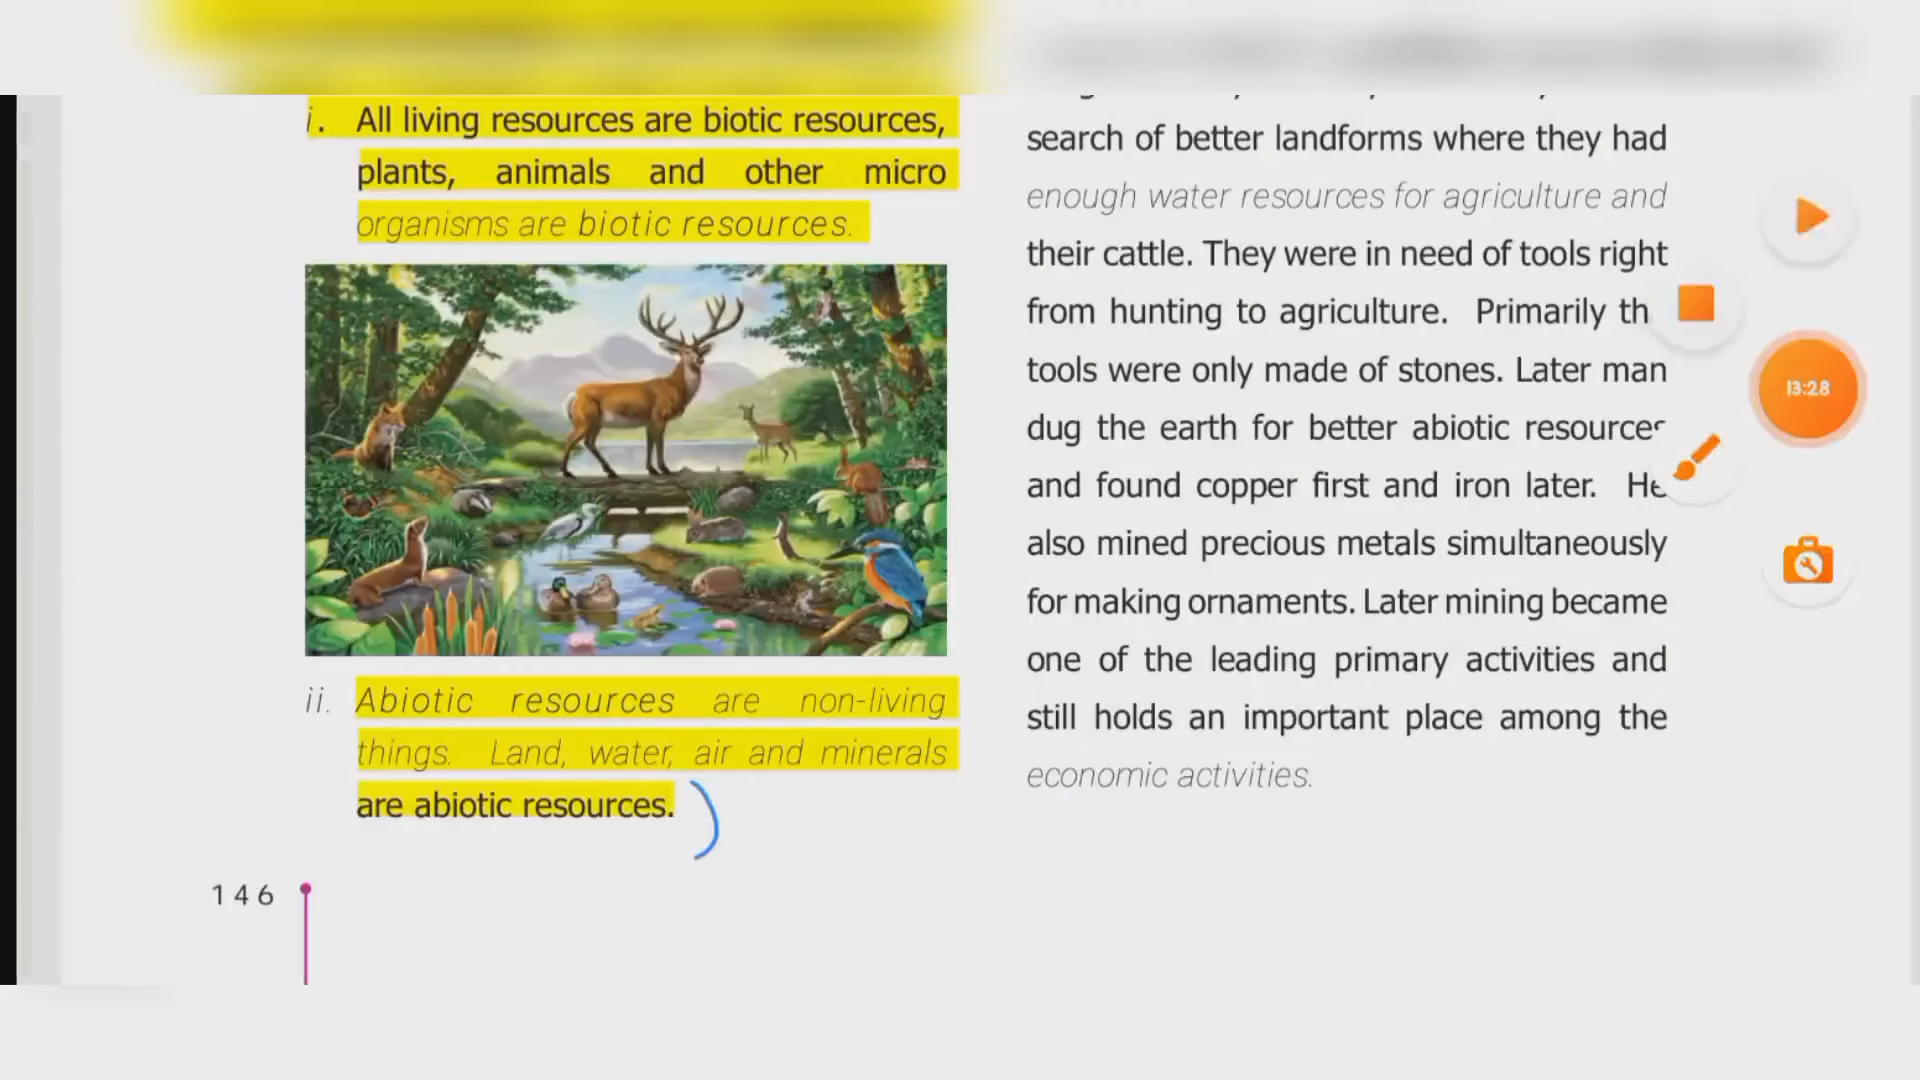 i. All living resources are biotic resources,
plants, animals and other micro
organisms are biotic resources.
ii. Abiotic resources are non-living
things. Land, water, air and minerals
are abiotic resources.
146
search of better landforms where they had
enough water resources for agriculture and
their cattle. They were in need of tools right
from hunting to agriculture. Primarily th
tools were only made of stones. Later man
dug the earth for better abiotic resources
and found copper first and iron later. He
also mined precious metals simultaneously
for making ornaments. Later mining became
one of the leading primary activities and
still holds an important place among the
economic activities.
13:28